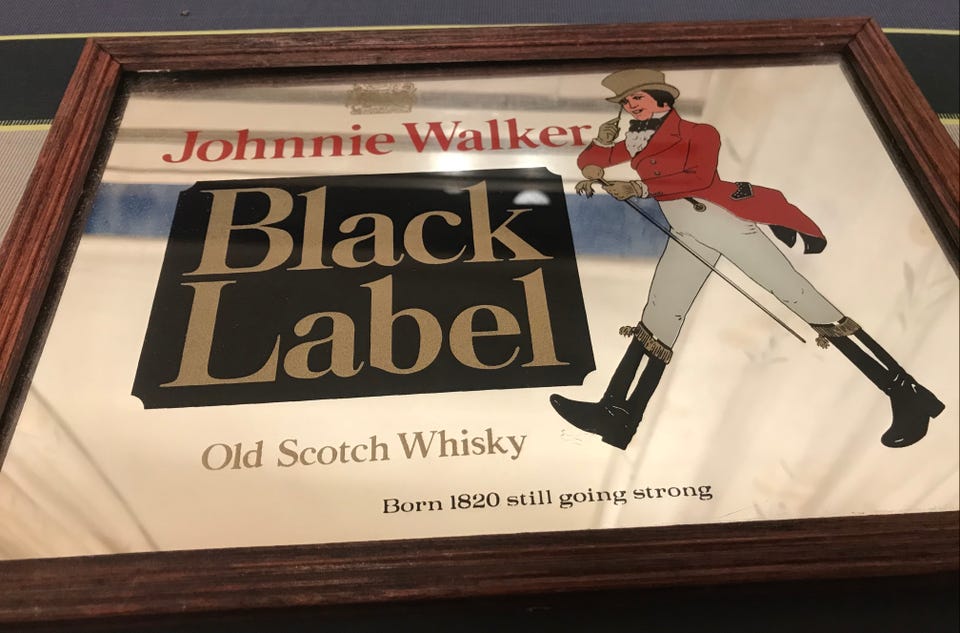 Johnnie Walker
Black
Label
Old Scotch Whisky
Born 1820 still going strong